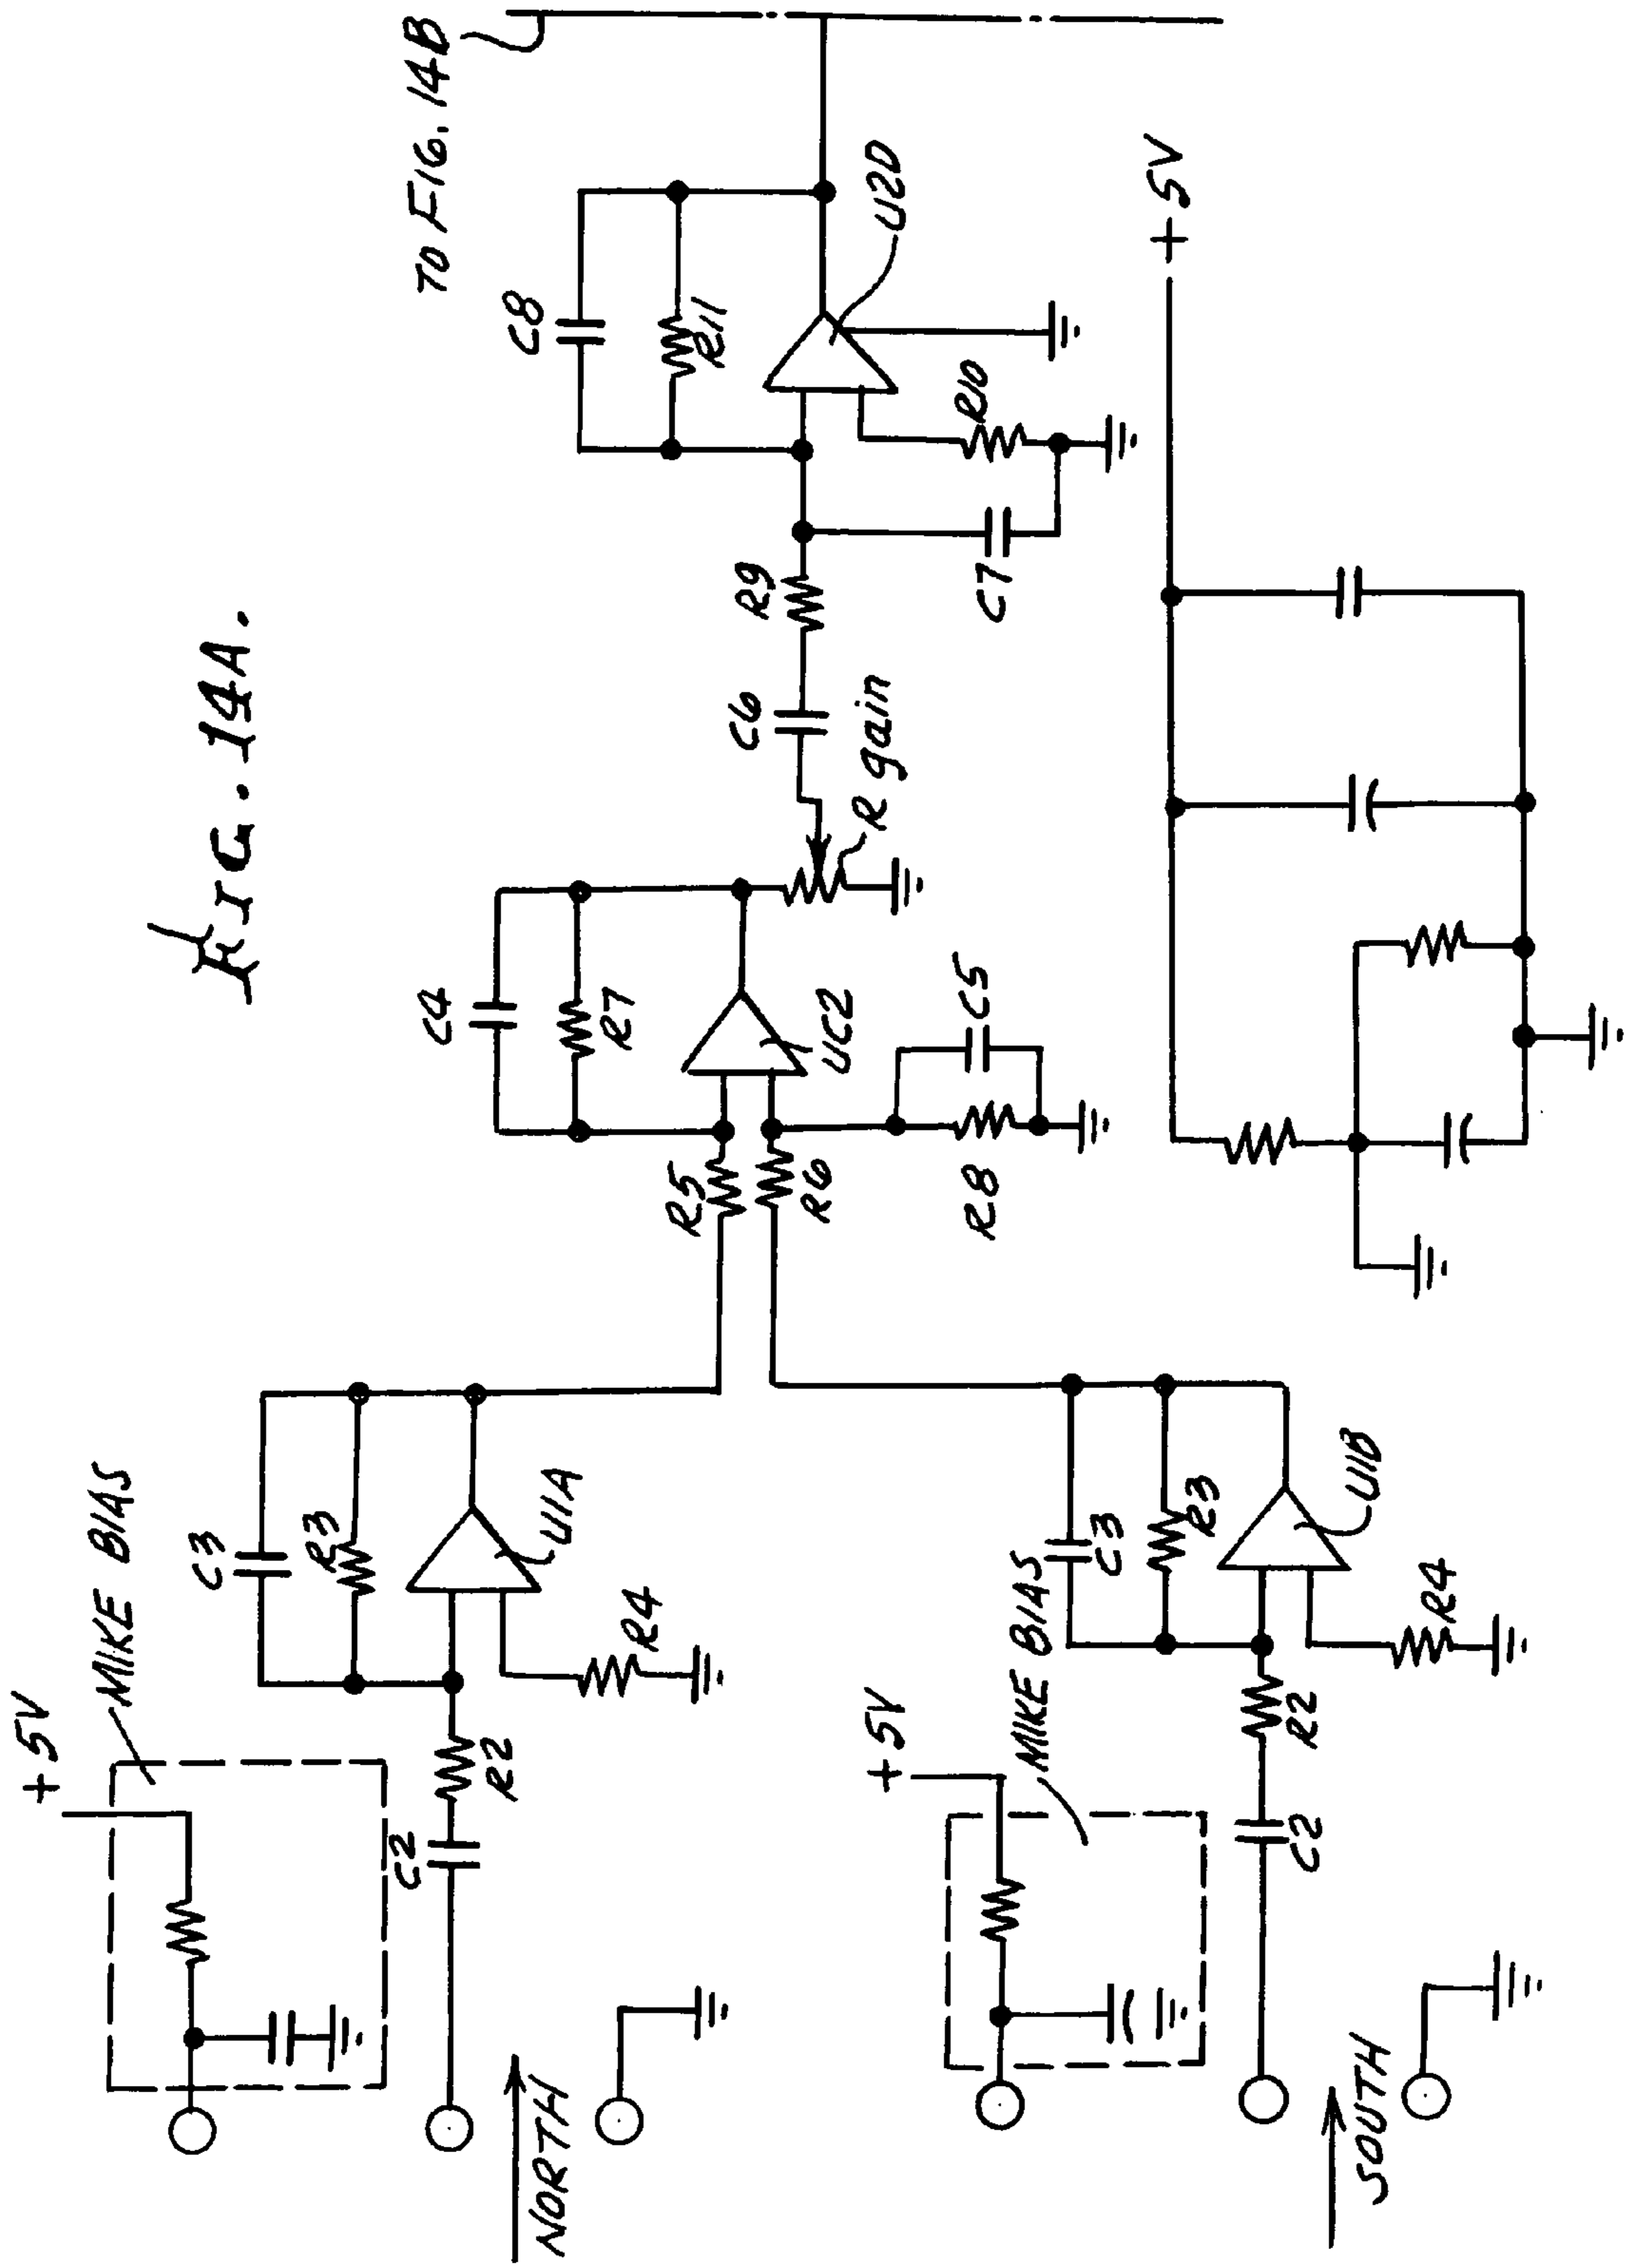 FIG. 14A.
TO FIG. 14B
+5V
MIKE BIAS
C3
R3
U1A
C2
R2
R4
NORTH
C4
R7
UC2
R5
R6
R8
C5
R gain
C6
R9
C7
C8
R11
R10
U2D
+5V
MIKE BIAS
C3
R3
U1B
C2
R2
R4
SOUTH
+5V